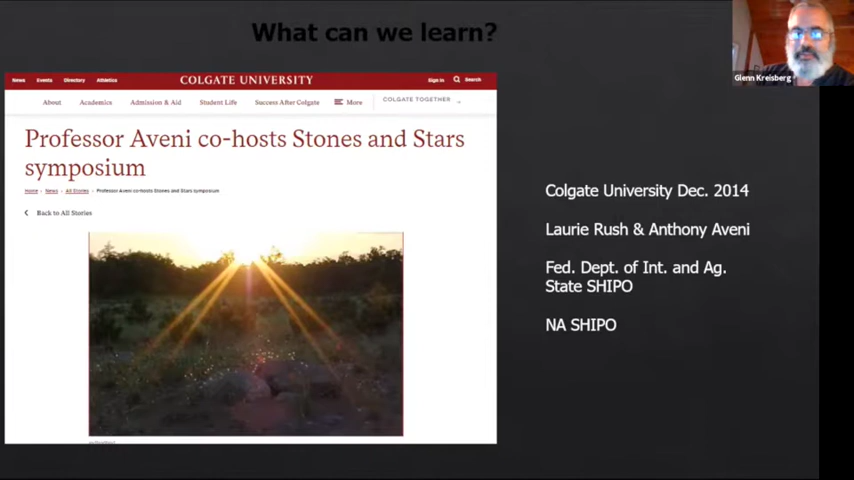 What can we learn?
Glenn Kreisberg
News Events Directory Athletics COLGATE UNIVERSITY Sign in Search
About Academics Admission & Aid Student Life Success After Colgate More COLGATE TOGETHER
Professor Aveni co-hosts Stones and Stars
symposium
Home News All Stories Professor Aveni co-hosts Stones and Stars symposium
Back to All Stories
Colgate University Dec. 2014
Laurie Rush & Anthony Aveni
Fed. Dept. of Int. and Ag.
State SHIPO
NA SHIPO